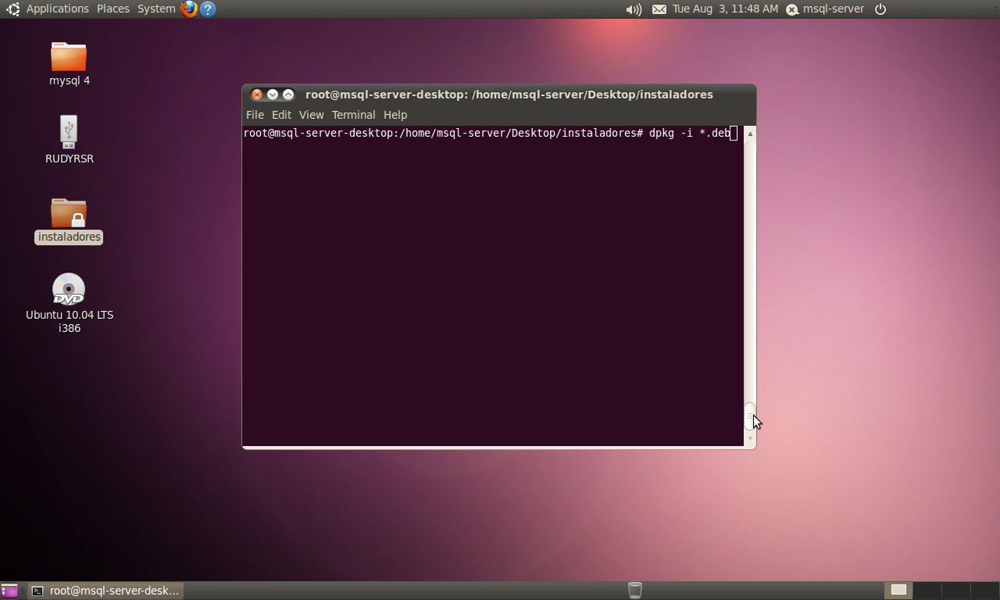 Applications Places System
Tue Aug 3, 11:48 AM msql-server
mysql 4
RUDYRSR
instaladores
DVD
Ubuntu 10.04 LTS
i386
root@msql-server-desktop: /home/msql-server/Desktop/instaladores
File Edit View Terminal Help
root@msql-server-desktop:/home/msql-server/Desktop/instaladores# dpkg -i *.deb
root@msql-server-desk...